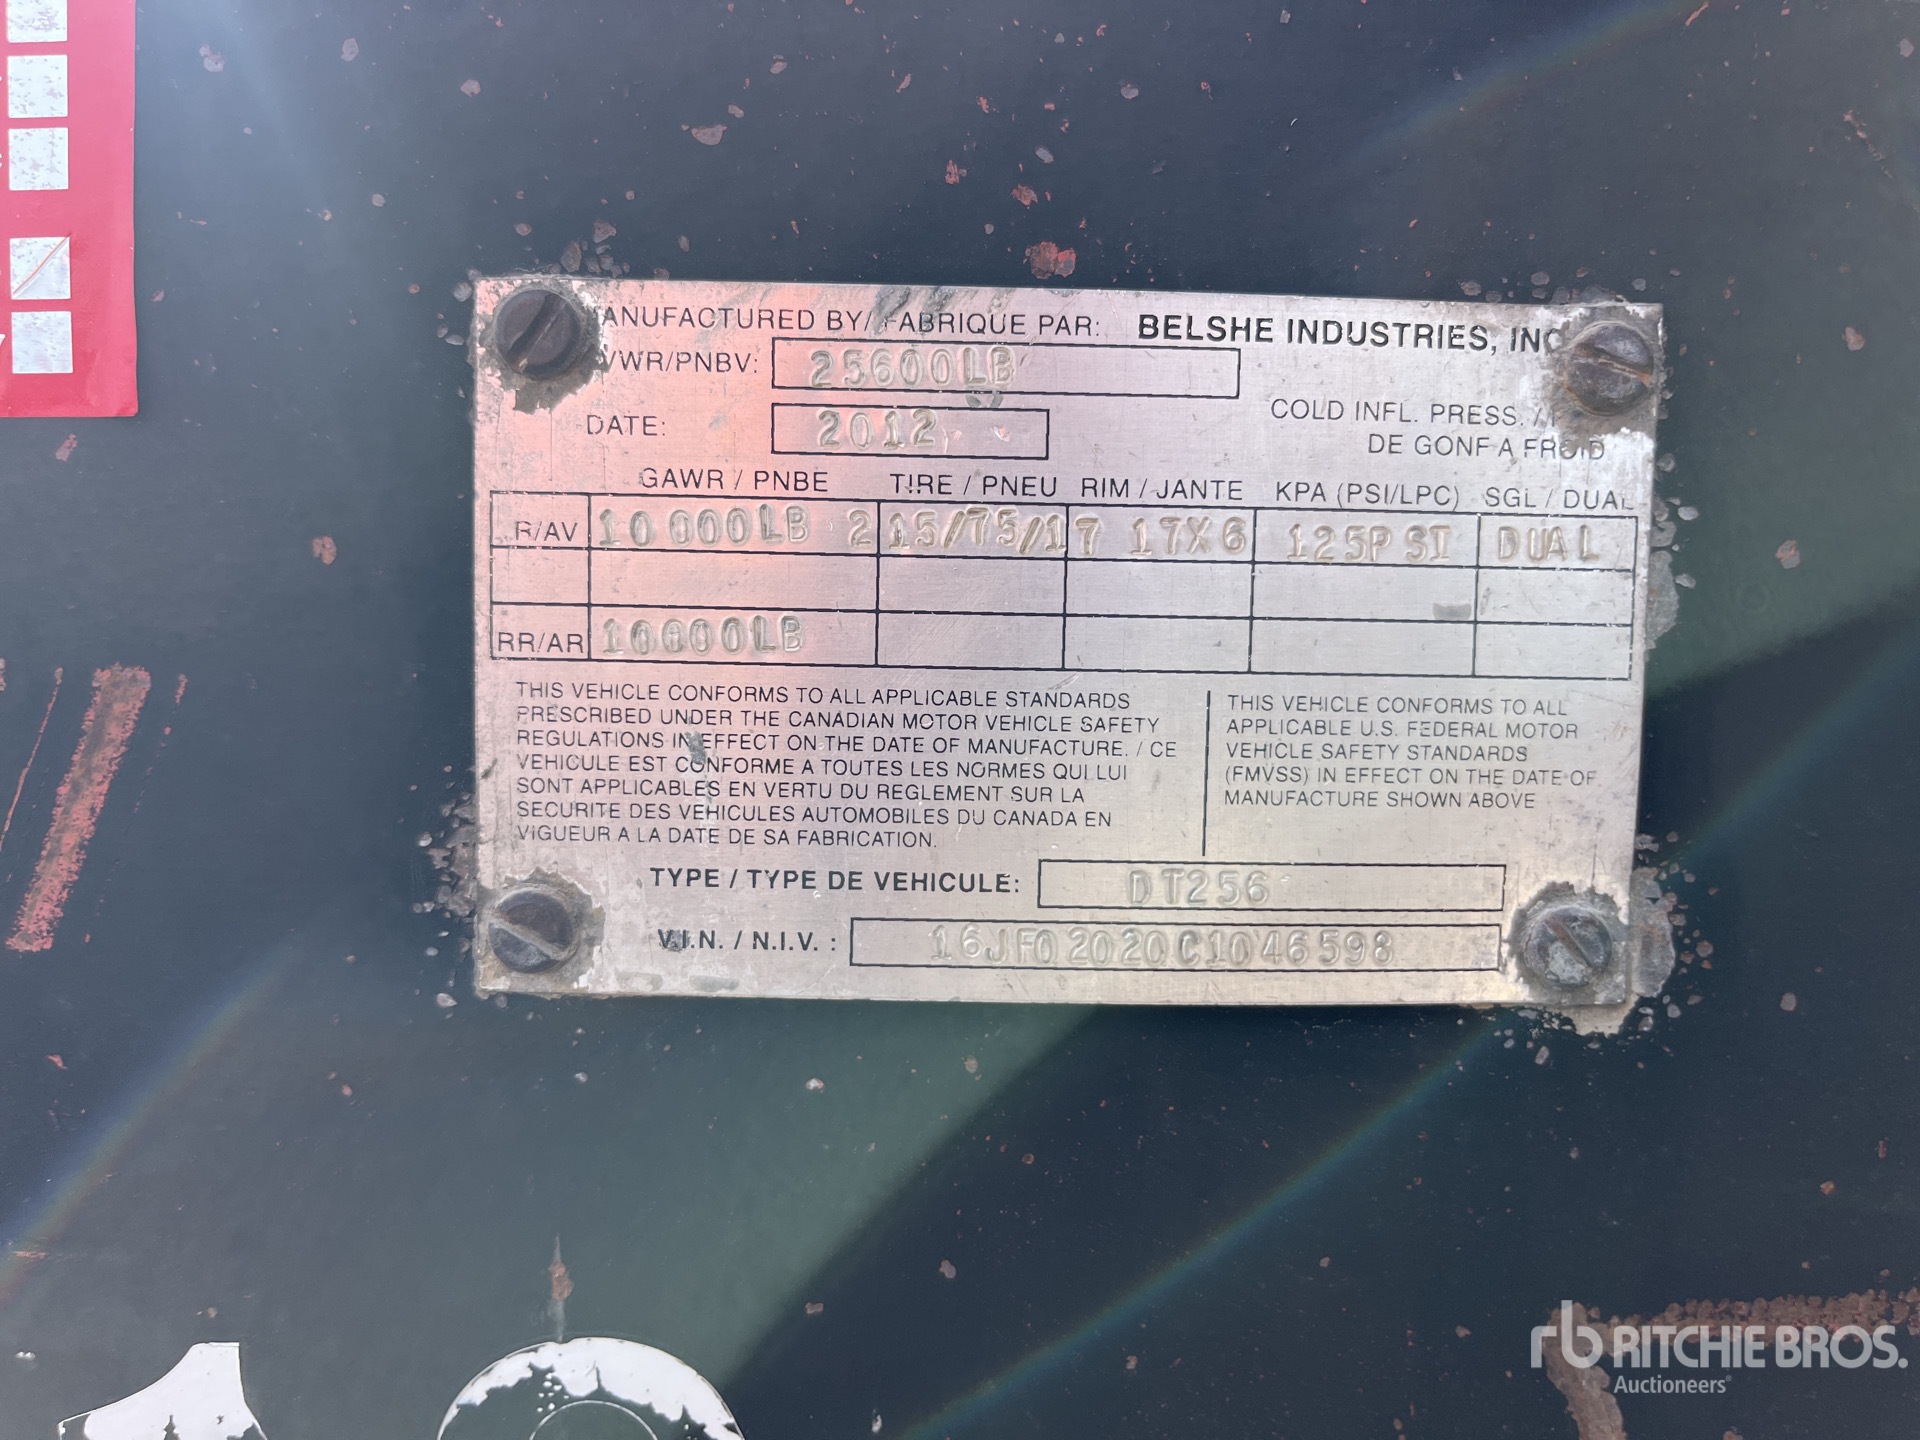 ANUFACTURED BY/ FABRIQUE PAR: BELSHE INDUSTRIES, INC
VWR/PNBV: 25600LB
DATE: 2012
COLD INFL. PRESS. /
DE GONF A FROID
GAWR / PNBE TIRE / PNEU RIM / JANTE KPA (PSI/LPC) SGL / DUAL
R/AV 10000LB 215/75/17 17X6 125PSI DUAL
RR/AR 10000LB
THIS VEHICLE CONFORMS TO ALL APPLICABLE STANDARDS
PRESCRIBED UNDER THE CANADIAN MOTOR VEHICLE SAFETY
REGULATIONS IN EFFECT ON THE DATE OF MANUFACTURE. / CE
VEHICULE EST CONFORME A TOUTES LES NORMES QUI LUI
SONT APPLICABLES EN VERTU DU REGLEMENT SUR LA
SECURITE DES VEHICULES AUTOMOBILES DU CANADA EN
VIGUEUR A LA DATE DE SA FABRICATION.
THIS VEHICLE CONFORMS TO ALL
APPLICABLE U.S. FEDERAL MOTOR
VEHICLE SAFETY STANDARDS
(FMVSS) IN EFFECT ON THE DATE OF
MANUFACTURE SHOWN ABOVE
TYPE / TYPE DE VEHICULE: DT256
V.I.N. / N.I.V. : 16JF02020C1046598
rb RITCHIE BROS.
Auctioneers